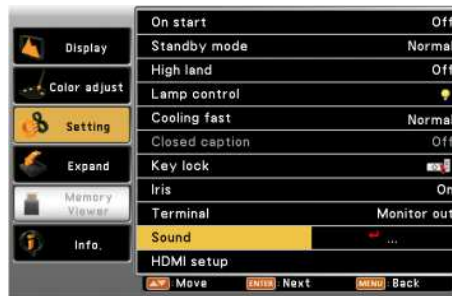 Display
Color adjust
Setting
Expand
Memory Viewer
Info.
On start Off
Standby mode Normal
High land Off
Lamp control
Cooling fast Normal
Closed caption Off
Key lock
Iris On
Terminal Monitor out
Sound ...
HDMI setup
Move ENTER Next MENU Back